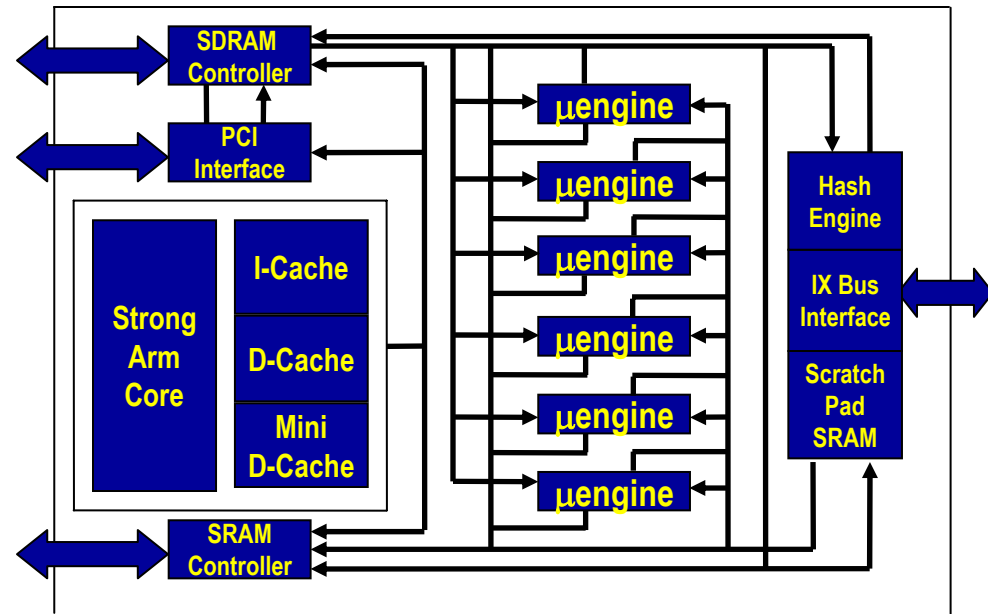 SDRAM
Controller
PCI
Interface
Strong
Arm
Core
I-Cache
D-Cache
Mini
D-Cache
SRAM
Controller
μengine
μengine
μengine
μengine
μengine
μengine
Hash
Engine
IX Bus
Interface
Scratch
Pad
SRAM